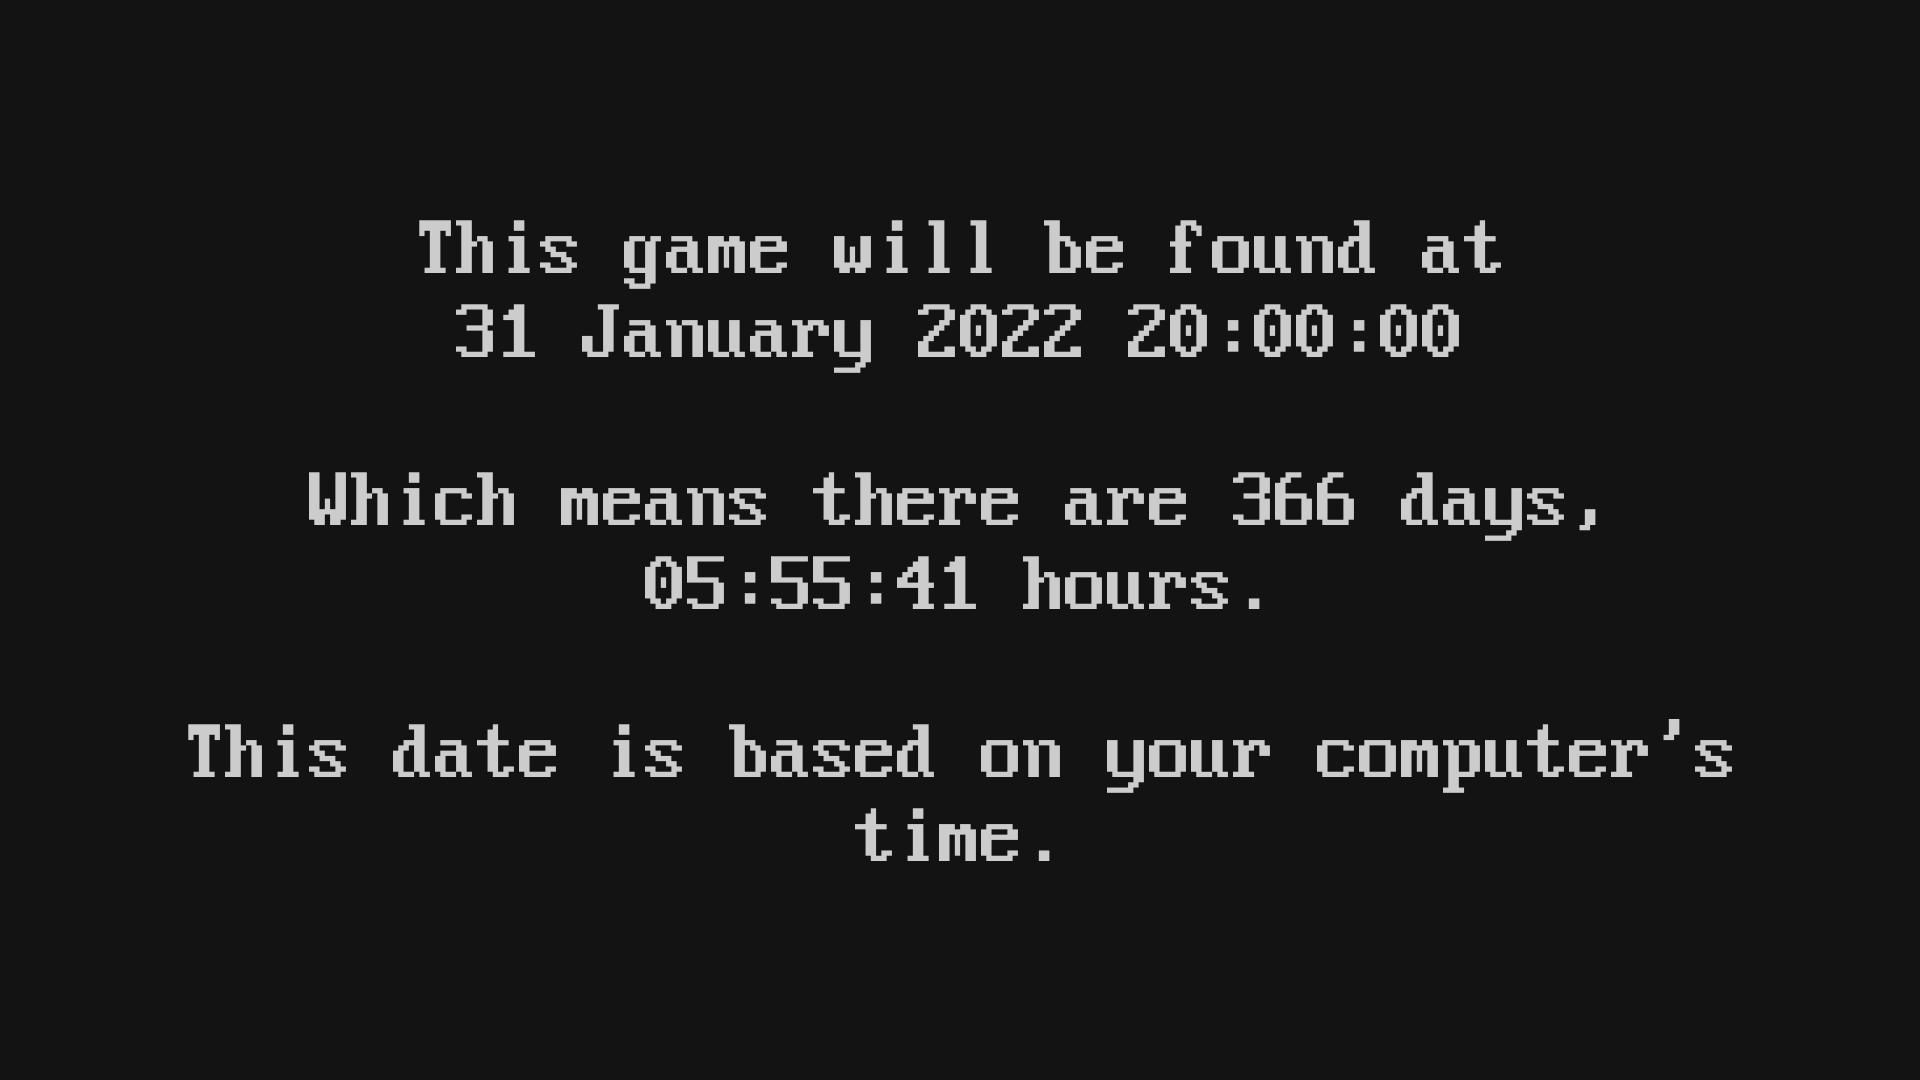 This game will be found at
31 January 2022 20:00:00
Which means there are 366 days,
05:55:41 hours.
This date is based on your computer's
time.